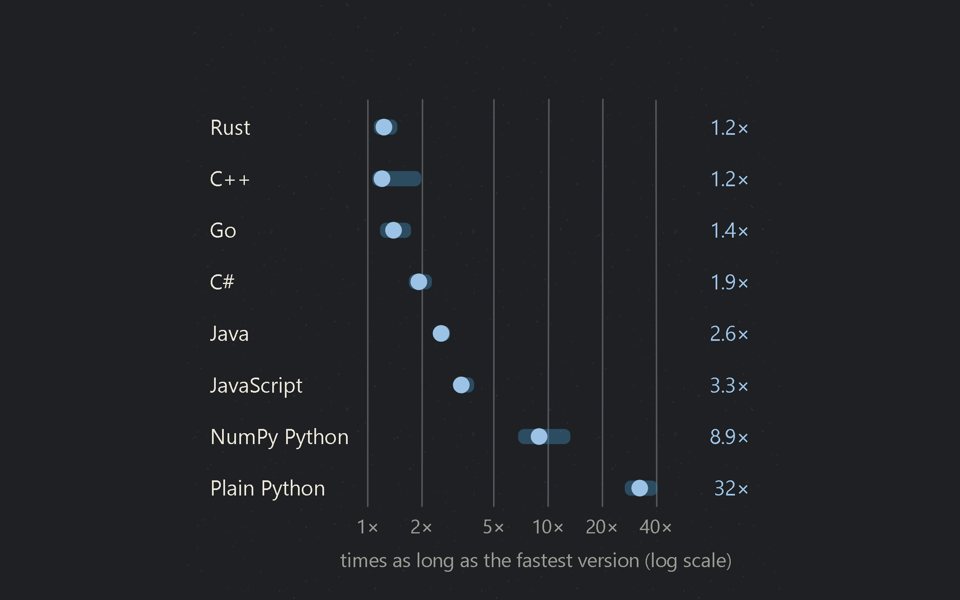 Rust 1.2×
C++ 1.2×
Go 1.4×
C# 1.9×
Java 2.6×
JavaScript 3.3×
NumPy Python 8.9×
Plain Python 32×
1× 2× 5× 10× 20× 40×
times as long as the fastest version (log scale)